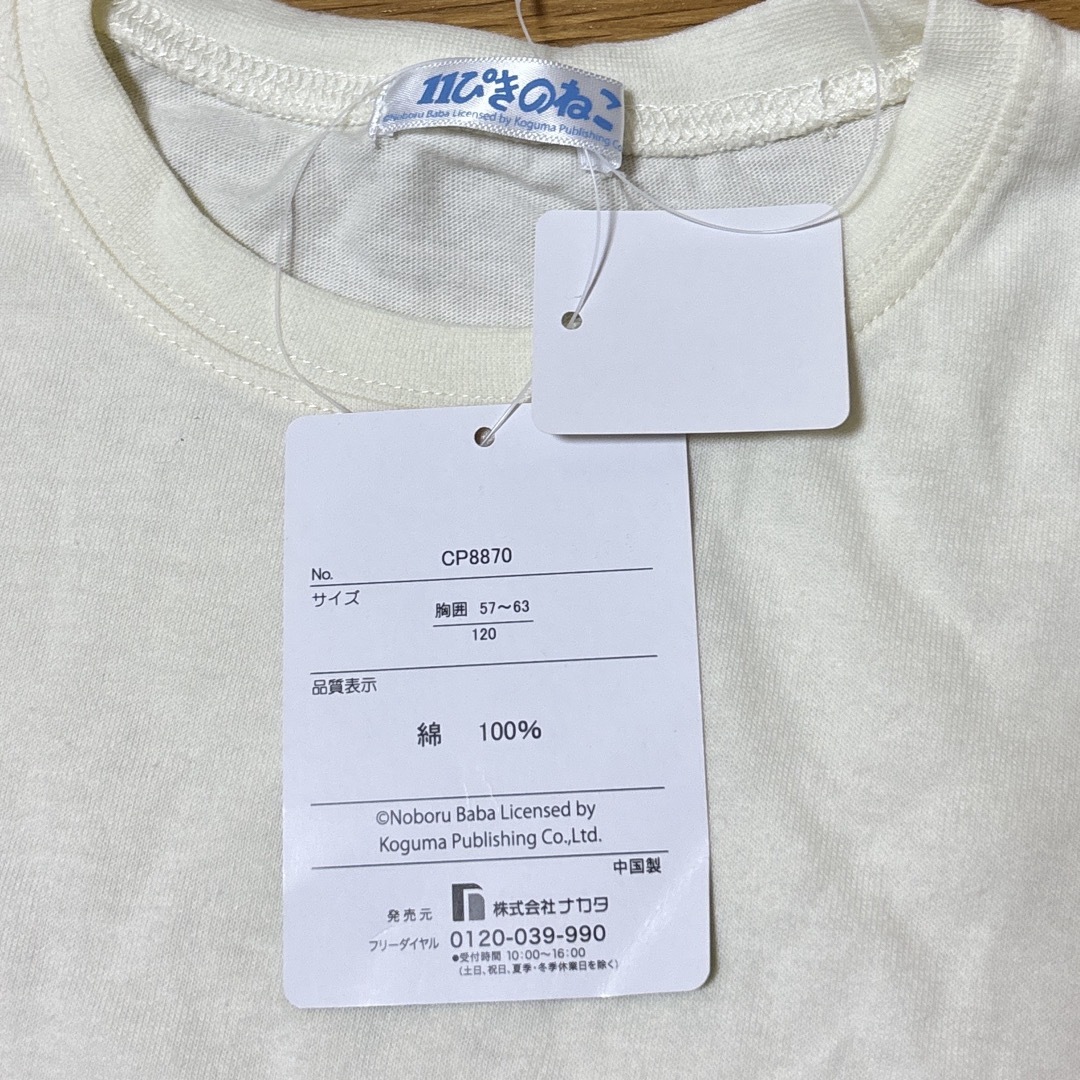 11ぴきのねこ
©Noboru Baba Licensed by Koguma Publishing
No. CP8870
サイズ
胸囲 57〜63
120
品質表示
綿 100%
©Noboru Baba Licensed by
Koguma Publishing Co.,Ltd.
中国製
発売元 株式会社ナカタ
フリーダイヤル 0120-039-990
●受付時間 10:00〜16:00
(土日、祝日、夏季・冬季休業日を除く)